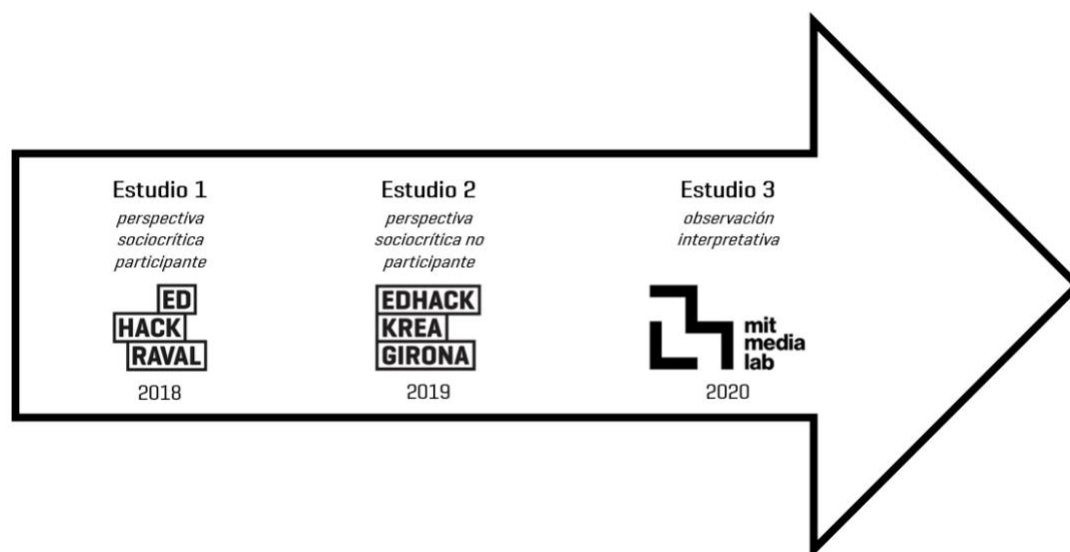 Estudio 1
perspectiva
sociocrítica
participante
ED
HACK
RAVAL
2018
Estudio 2
perspectiva
sociocrítica no
participante
EDHACK
KREA
GIRONA
2019
Estudio 3
observación
interpretativa
mit
media
lab
2020